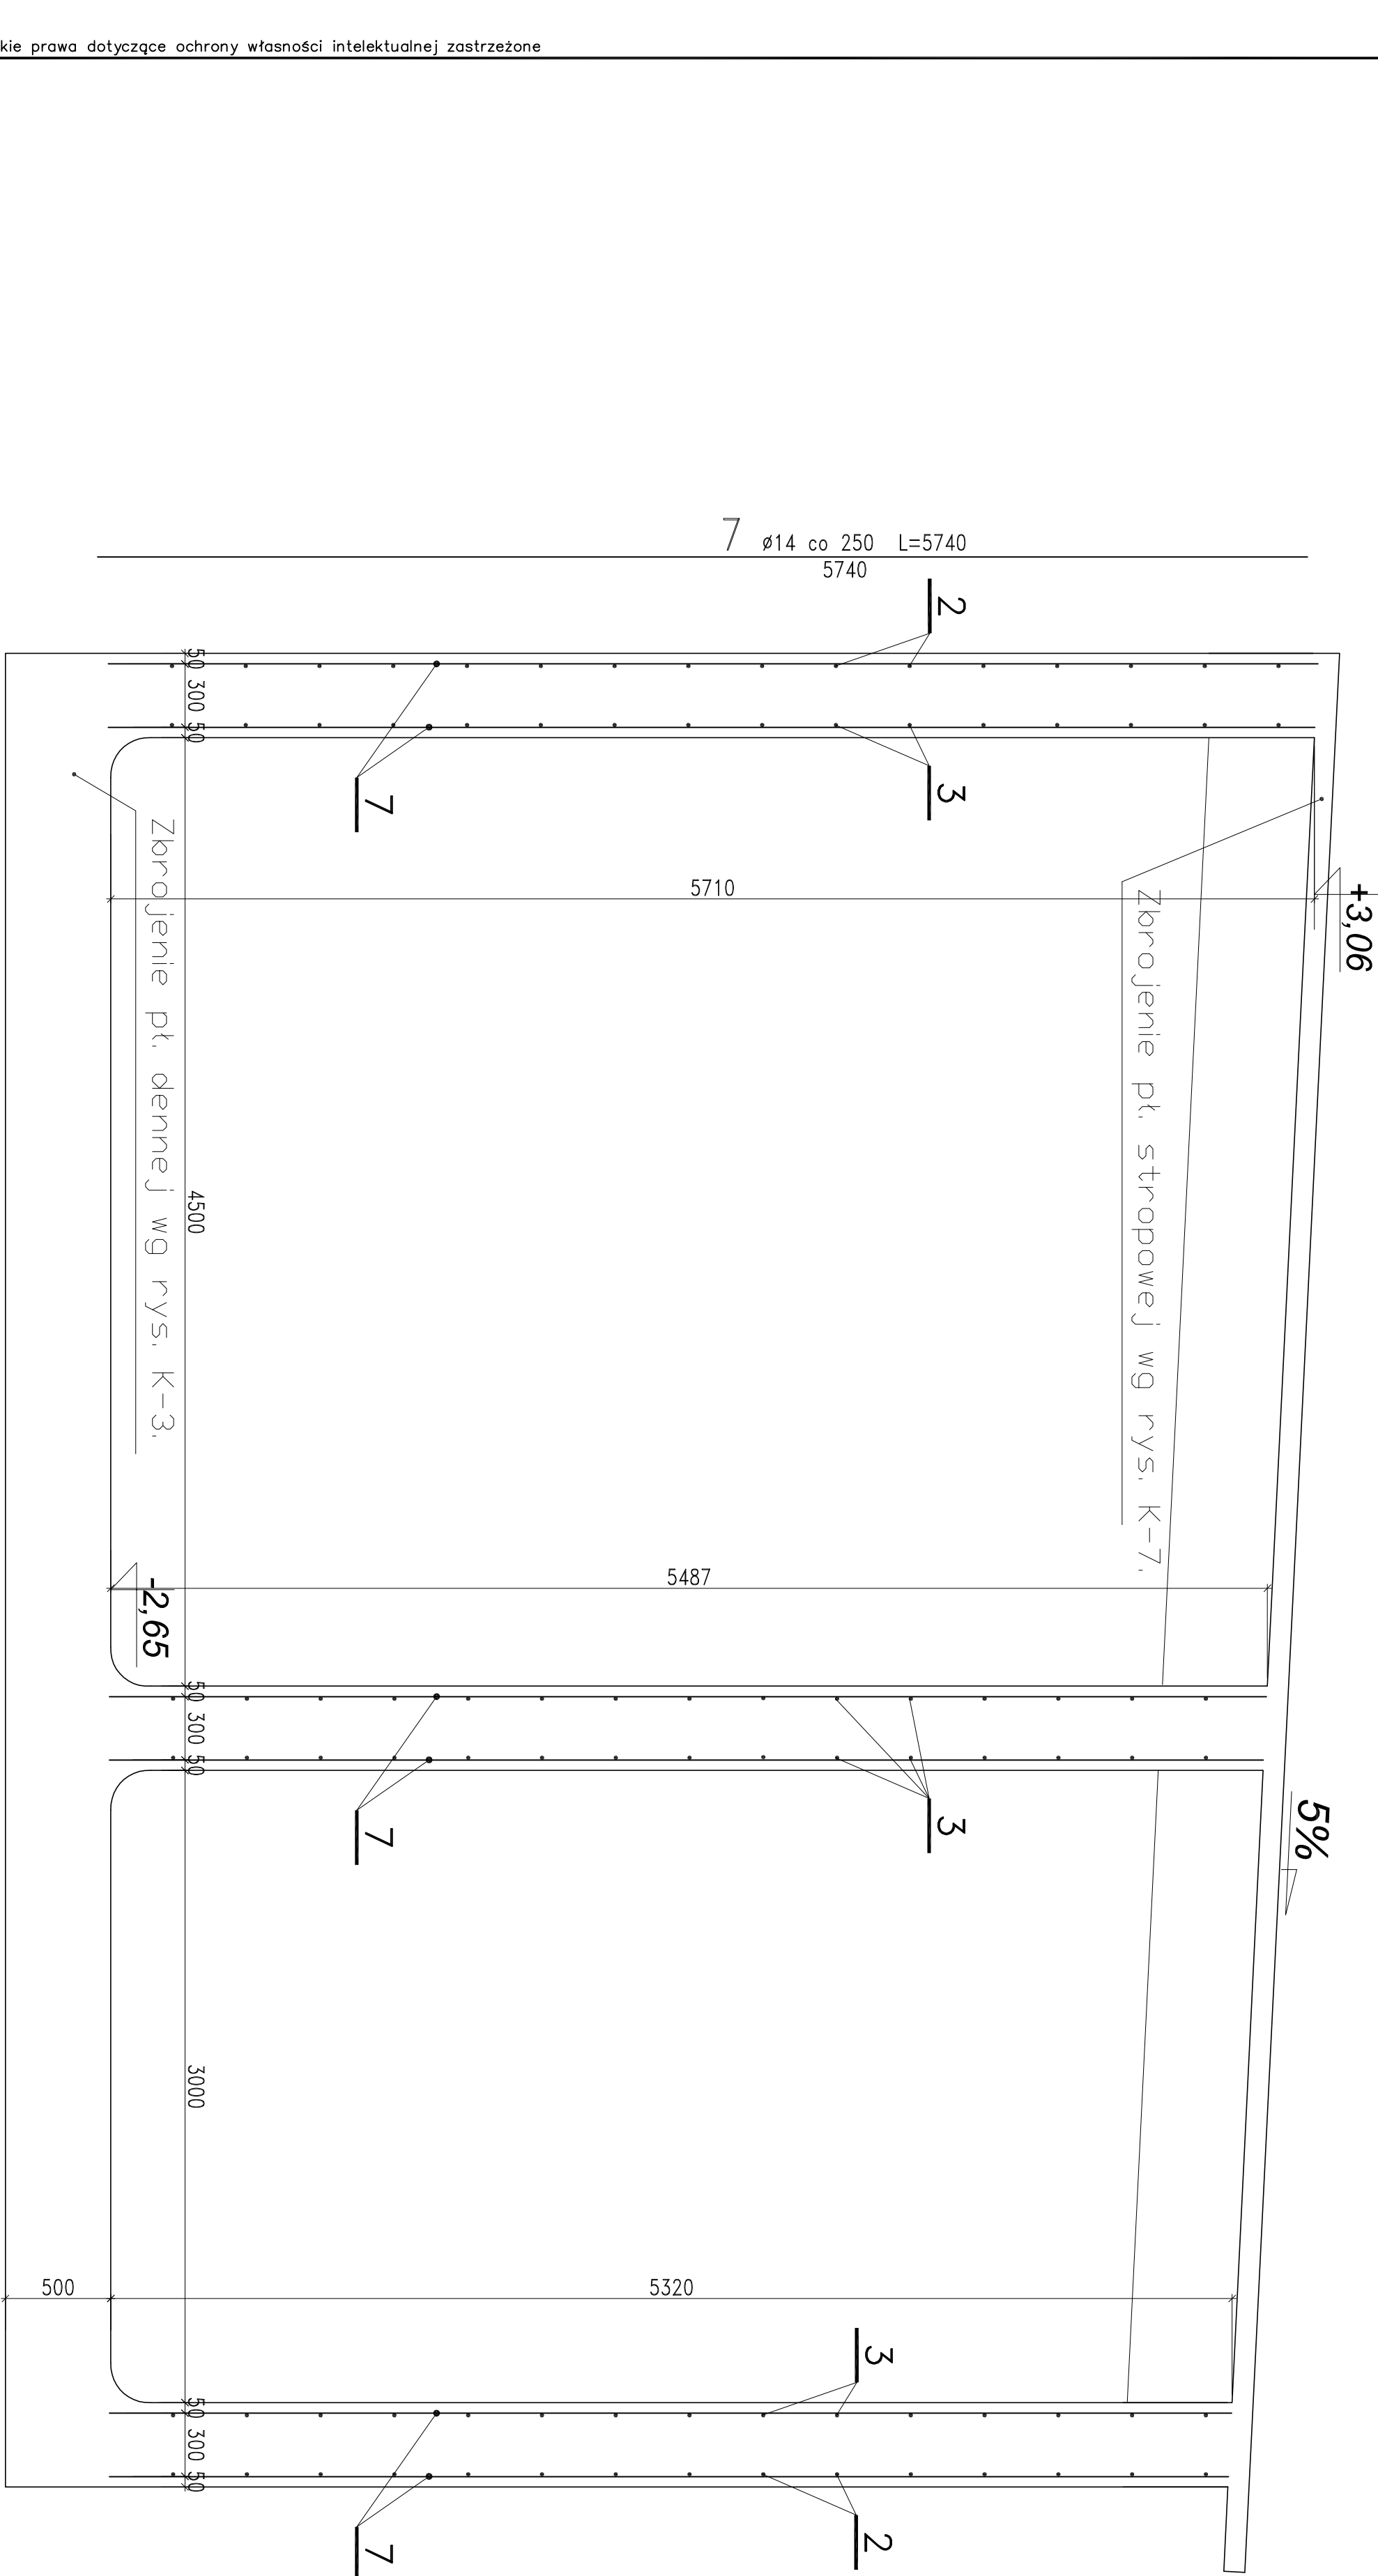 kie prawa dotyczące ochrony własności intelektualnej zastrzeżone
7 ø14 co 250 L=5740
5740
2
50 300 50
3
7
5710
+3,06
Zbrojenie pł. dennej wg rys. K-3.
Zbrojenie pł. stropowej wg rys. K-7.
4500
5487
-2,65
50 300 50
3
7
5%
3000
500
5320
3
50 300 50
2
7